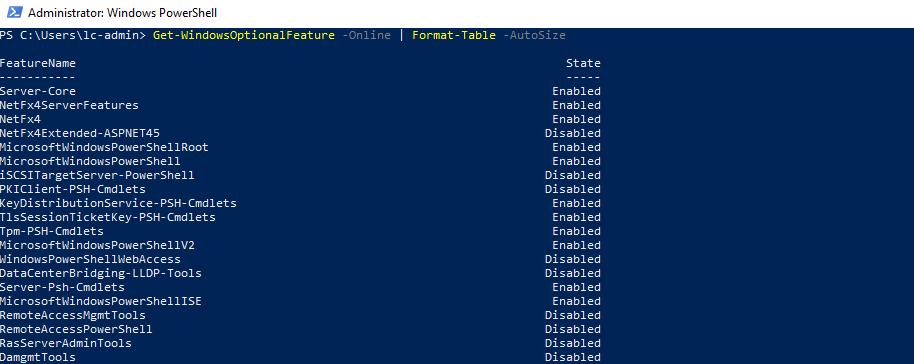 Administrator: Windows PowerShell
PS C:\Users\lc-admin> Get-WindowsOptionalFeature -Online | Format-Table -AutoSize
FeatureName State
----------- -----
Server-Core Enabled
NetFx4ServerFeatures Enabled
NetFx4 Enabled
NetFx4Extended-ASPNET45 Disabled
MicrosoftWindowsPowerShellRoot Enabled
MicrosoftWindowsPowerShell Enabled
iSCSITargetServer-PowerShell Disabled
PKIClient-PSH-Cmdlets Disabled
KeyDistributionService-PSH-Cmdlets Enabled
TlsSessionTicketKey-PSH-Cmdlets Enabled
Tpm-PSH-Cmdlets Enabled
MicrosoftWindowsPowerShellV2 Enabled
WindowsPowerShellWebAccess Disabled
DataCenterBridging-LLDP-Tools Disabled
Server-Psh-Cmdlets Enabled
MicrosoftWindowsPowerShellISE Enabled
RemoteAccessMgmtTools Disabled
RemoteAccessPowerShell Disabled
RasServerAdminTools Disabled
DamgmtTools Disabled